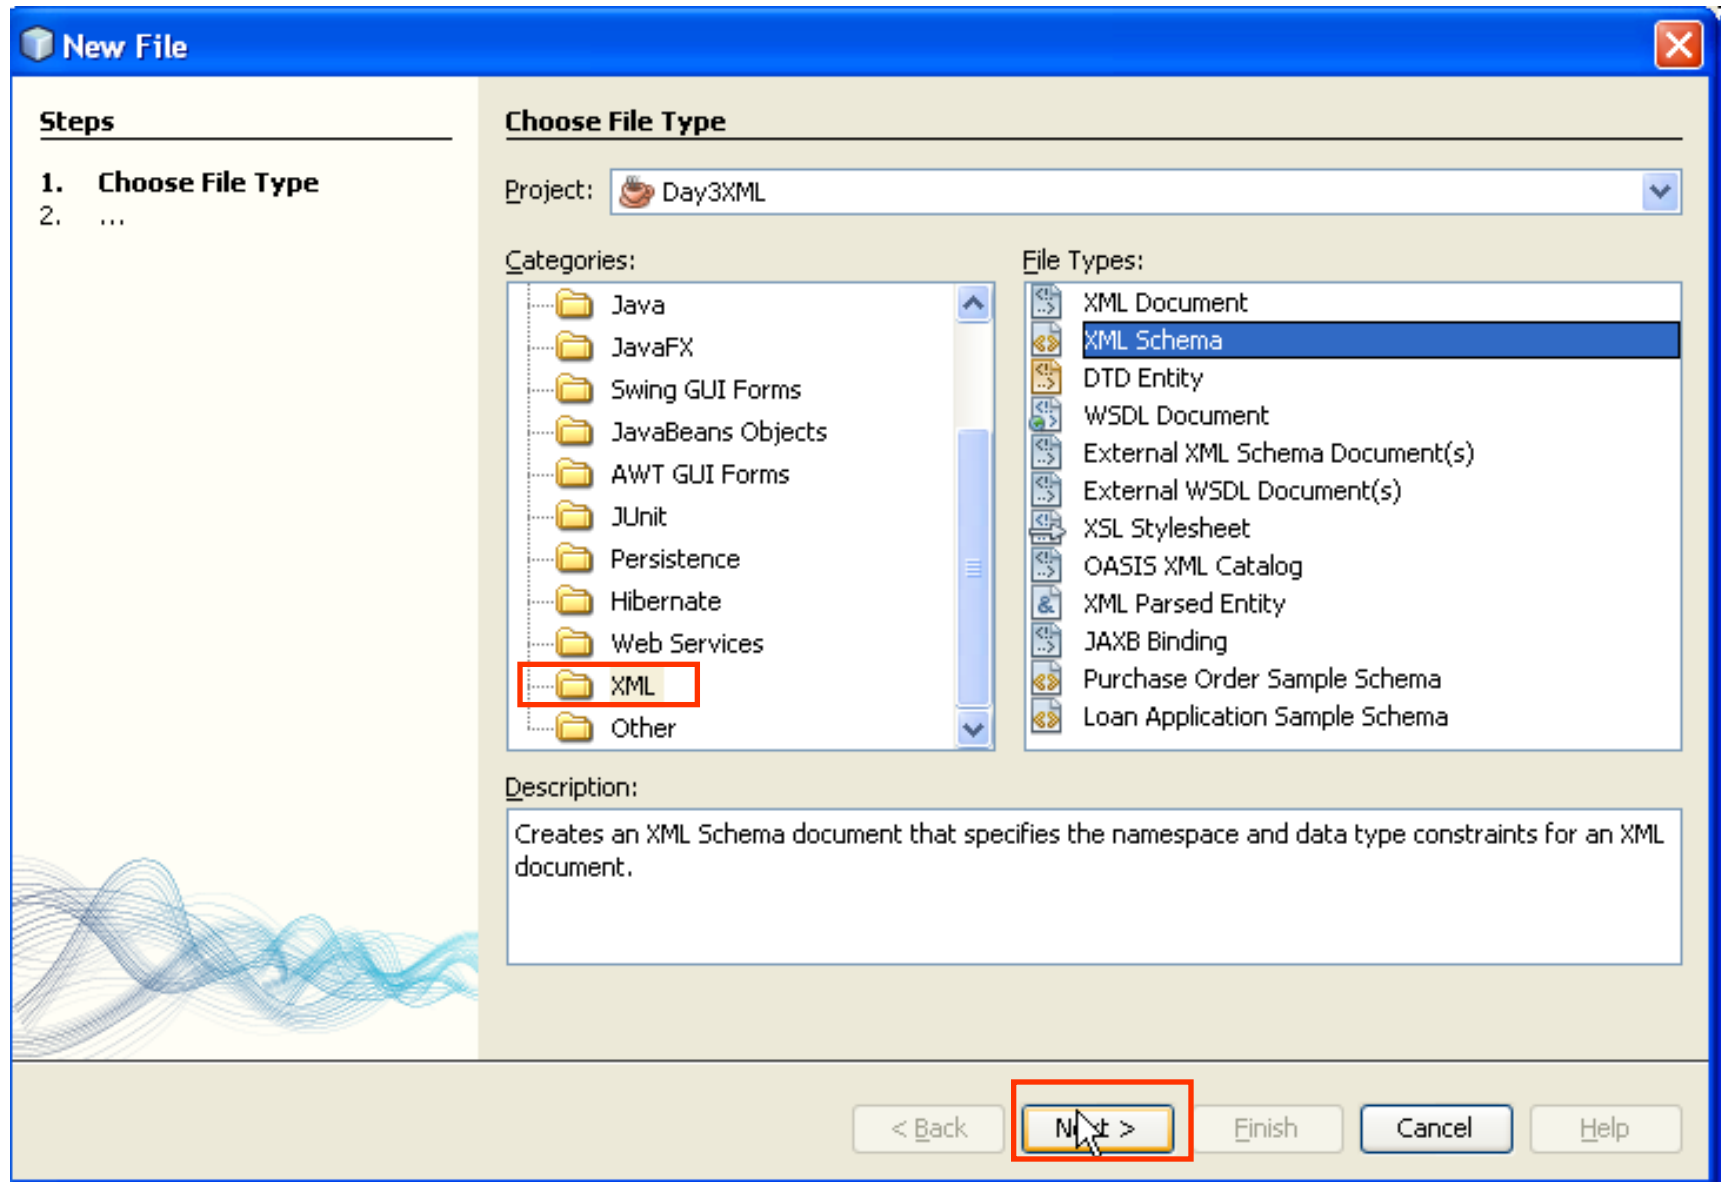 New File
Steps
1. Choose File Type
2. ...
Choose File Type
Project: Day3XML
Categories:
Java
JavaFX
Swing GUI Forms
JavaBeans Objects
AWT GUI Forms
JUnit
Persistence
Hibernate
Web Services
XML
Other
File Types:
XML Document
XML Schema
DTD Entity
WSDL Document
External XML Schema Document(s)
External WSDL Document(s)
XSL Stylesheet
OASIS XML Catalog
XML Parsed Entity
JAXB Binding
Purchase Order Sample Schema
Loan Application Sample Schema
Description:
Creates an XML Schema document that specifies the namespace and data type constraints for an XML
document.
< Back
Next >
Finish
Cancel
Help